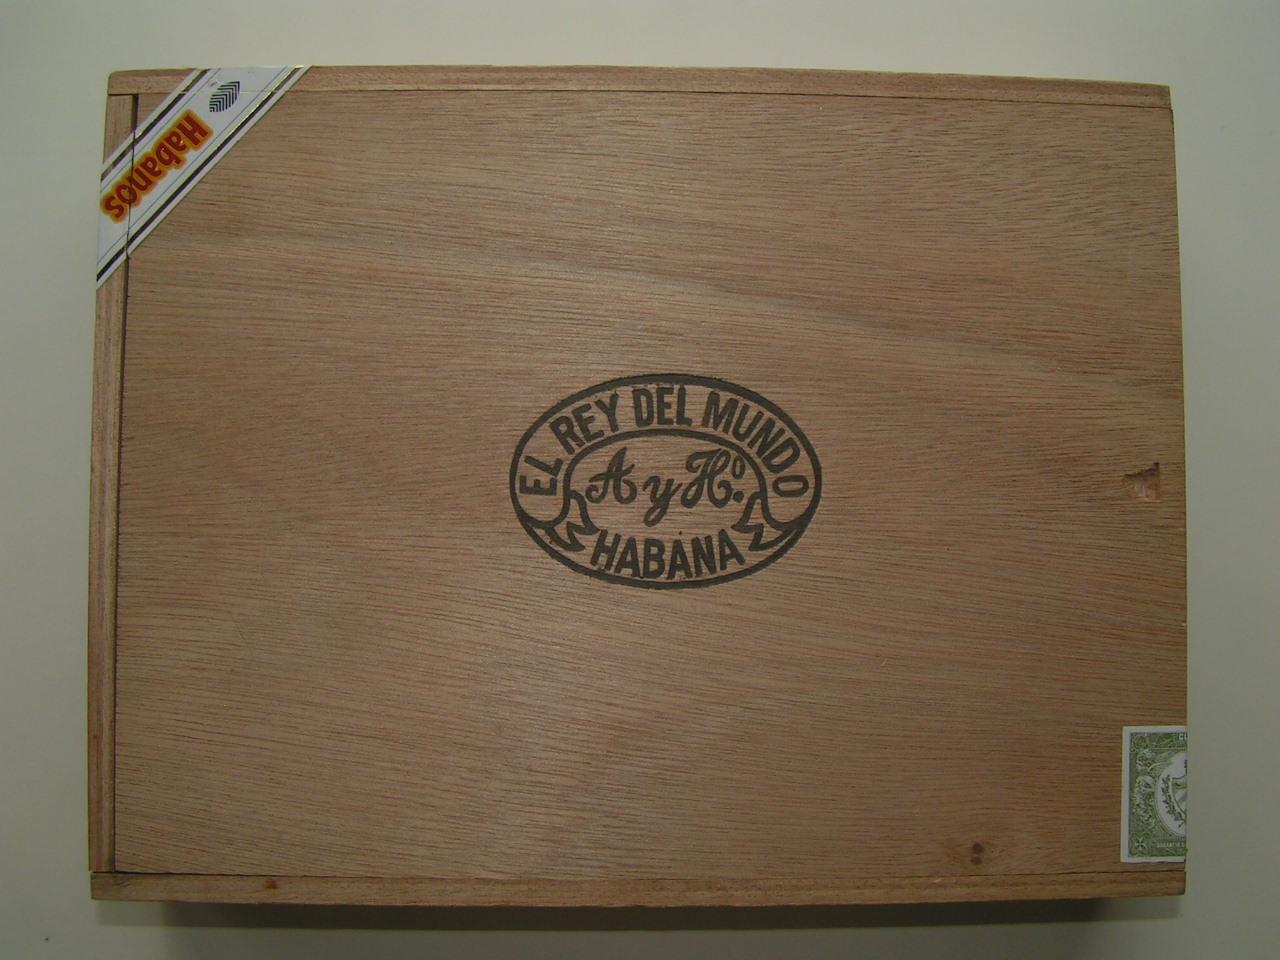 Habanos
EL REY DEL MUNDO
A y Hº.
HABANA